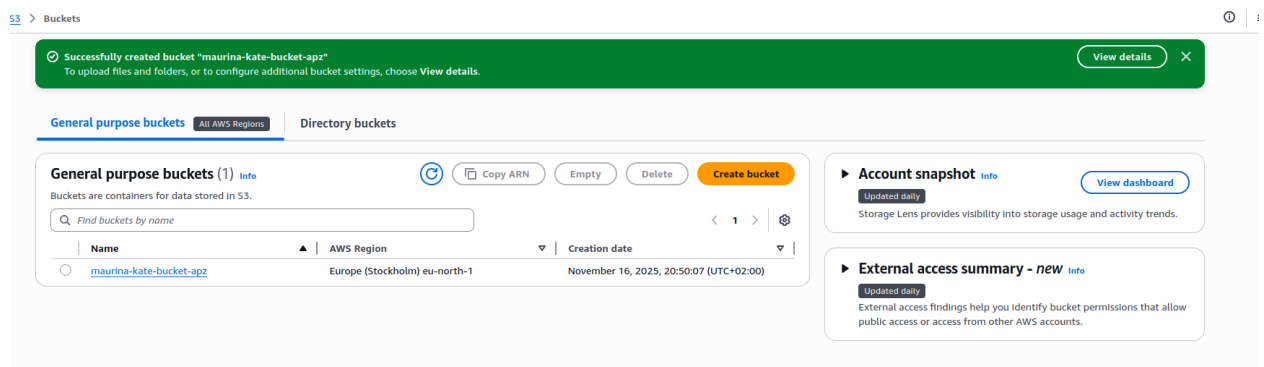 S3 > Buckets
Successfully created bucket "maurina-kate-bucket-apz"
To upload files and folders, or to configure additional bucket settings, choose View details.
View details
General purpose buckets All AWS Regions
Directory buckets
General purpose buckets (1) Info
Copy ARN
Empty
Delete
Create bucket
Buckets are containers for data stored in S3.
Find buckets by name
1
Name
AWS Region
Creation date
maurina-kate-bucket-apz
Europe (Stockholm) eu-north-1
November 16, 2025, 20:50:07 (UTC+02:00)
Account snapshot Info
View dashboard
Updated daily
Storage Lens provides visibility into storage usage and activity trends.
External access summary - new Info
Updated daily
External access findings help you identify bucket permissions that allow
public access or access from other AWS accounts.